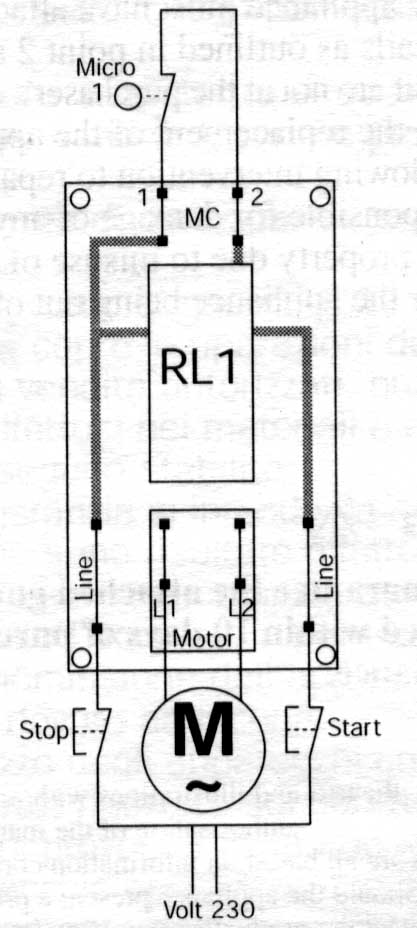 Micro
1
1 2
MC
RL1
Line Line
L1 L2
Motor
Stop M Start
~
Volt 230